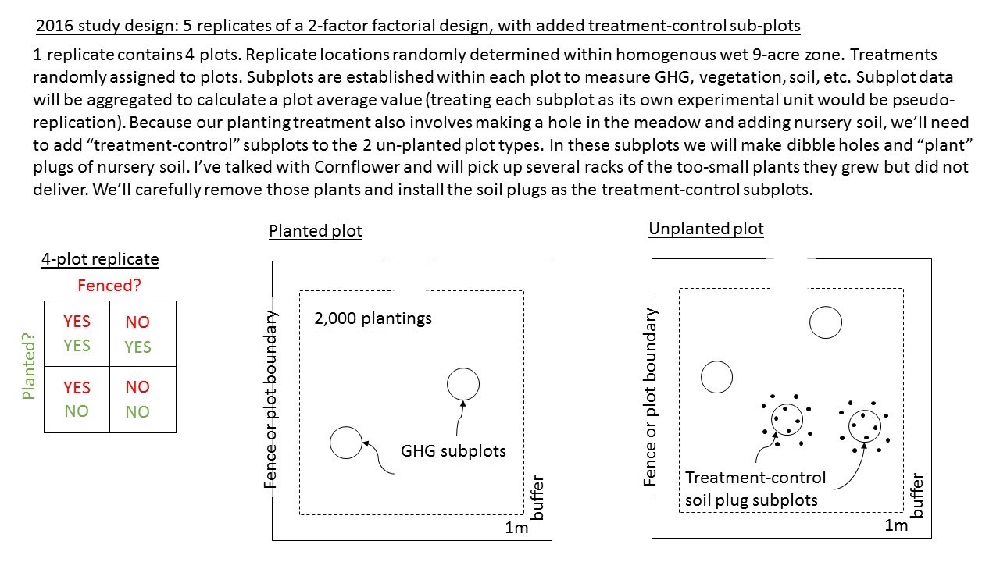 2016 study design: 5 replicates of a 2-factor factorial design, with added treatment-control sub-plots
1 replicate contains 4 plots. Replicate locations randomly determined within homogenous wet 9-acre zone. Treatments
randomly assigned to plots. Subplots are established within each plot to measure GHG, vegetation, soil, etc. Subplot data
will be aggregated to calculate a plot average value (treating each subplot as its own experimental unit would be pseudo-
replication). Because our planting treatment also involves making a hole in the meadow and adding nursery soil, we'll need
to add “treatment-control” subplots to the 2 un-planted plot types. In these subplots we will make dibble holes and “plant”
plugs of nursery soil. I've talked with Cornflower and will pick up several racks of the too-small plants they grew but did not
deliver. We'll carefully remove those plants and install the soil plugs as the treatment-control subplots.
4-plot replicate
Fenced?
Planted?
YES NO
YES YES
YES NO
NO NO
Planted plot
Fence or plot boundary
2,000 plantings
GHG subplots
buffer
1m
Unplanted plot
Fence or plot boundary
Treatment-control
soil plug subplots
buffer
1m